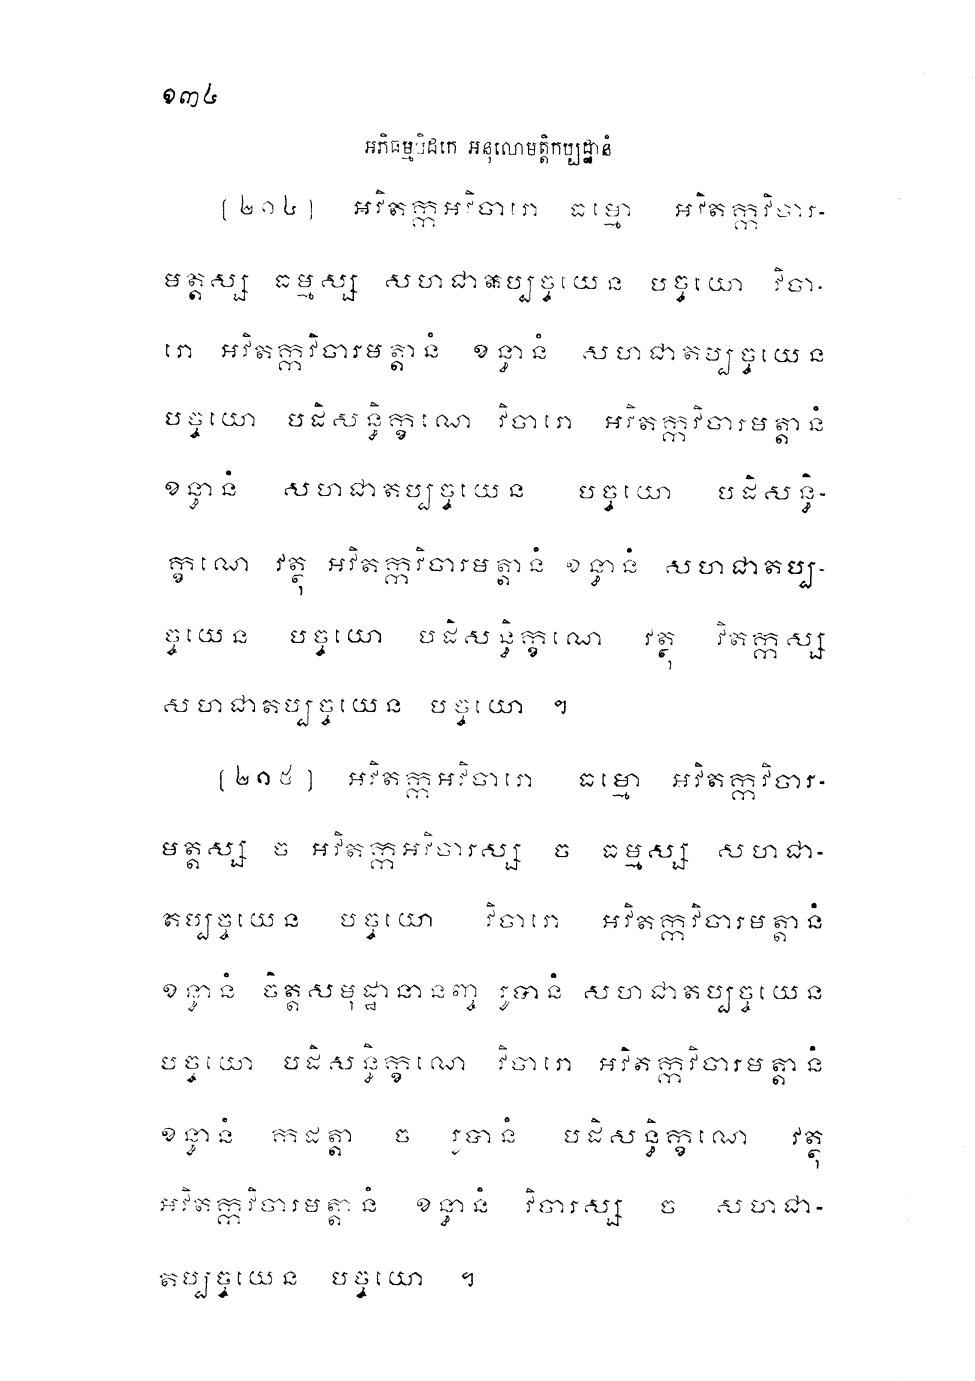 ១៣៤
អភិធម្មបិដកេ អនុលោមត្តិកប្បដ្ឋានំ
[២១៤] អវិតក្កអវិចារោ ធម្មោ អវិតក្កវិចារ-
មត្តស្ស ធម្មស្ស សហជាតប្បច្ចយេន បច្ចយោ វិចា-
រោ អវិតក្កវិចារមត្តានំ ខន្ធានំ សហជាតប្បច្ចយេន
បច្ចយោ បដិសន្ធិក្ខណេ វិចារោ អវិតក្កវិចារមត្តានំ
ខន្ធានំ សហជាតប្បច្ចយេន បច្ចយោ បដិសន្ធិ-
ក្ខណេ វត្ថុ អវិតក្កវិចារមត្តានំ ខន្ធានំ សហជាតប្ប-
ច្ចយេន បច្ចយោ បដិសន្ធិក្ខណេ វត្ថុ វិតក្កស្ស
សហជាតប្បច្ចយេន បច្ចយោ ។
[២១៥] អវិតក្កអវិចារោ ធម្មោ អវិតក្កវិចារ-
មត្តស្ស ច អវិតក្កអវិចារស្ស ច ធម្មស្ស សហជា-
តប្បច្ចយេន បច្ចយោ វិចារោ អវិតក្កវិចារមត្តានំ
ខន្ធានំ ចិត្តសមុដ្ឋានានញ្ច រូបានំ សហជាតប្បច្ចយេន
បច្ចយោ បដិសន្ធិក្ខណេ វិចារោ អវិតក្កវិចារមត្តានំ
ខន្ធានំ កដត្តា ច រូបានំ បដិសន្ធិក្ខណេ វត្ថុ
អវិតក្កវិចារមត្តានំ ខន្ធានំ វិចារស្ស ច សហជា-
តប្បច្ចយេន បច្ចយោ ។